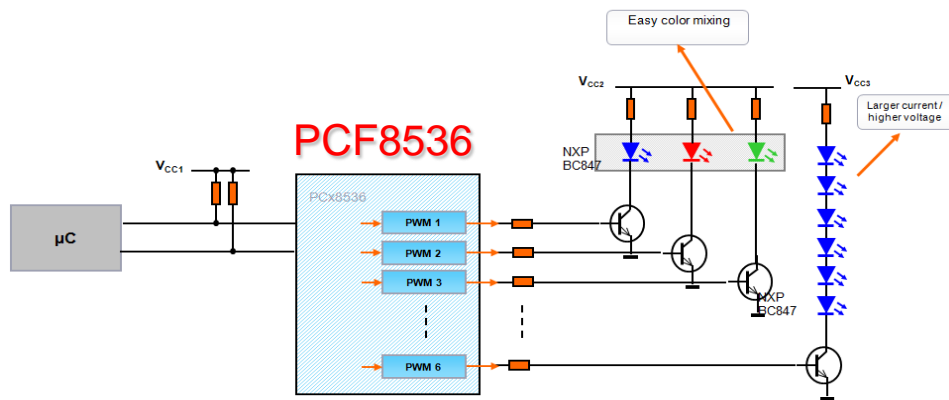 Easy color mixing
VCC2
VCC3
Larger current /
higher voltage
PCF8536
NXP
BC847
VCC1
PCx8536
µC
PWM 1
PWM 2
PWM 3
NXP
BC847
PWM 6